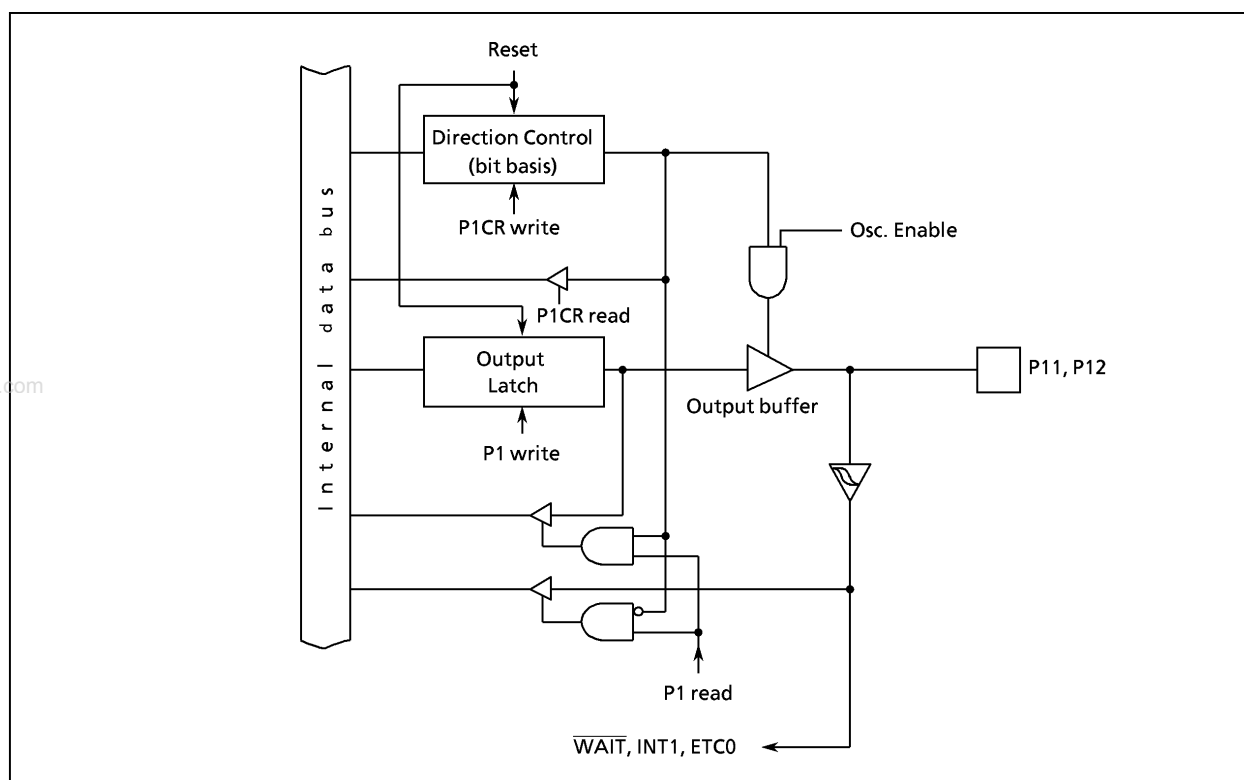 Reset
Direction Control
(bit basis)
P1CR write
Osc. Enable
P1CR read
Internal data bus
Output
Latch
P11, P12
Output buffer
P1 write
P1 read
WAIT, INT1, ETC0
.com